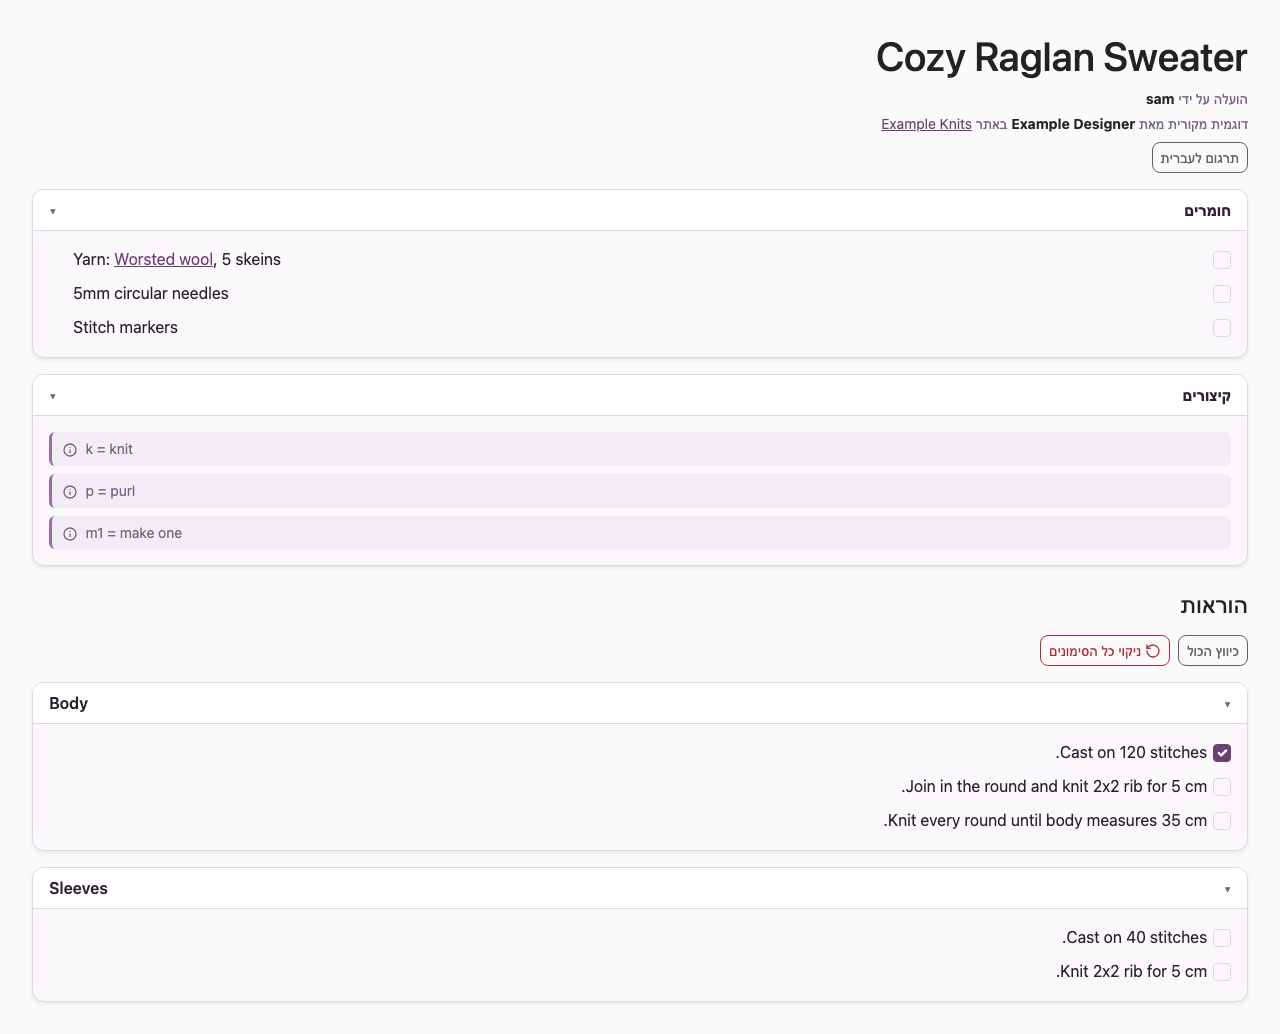 Cozy Raglan Sweater
הועלה על ידי sam
דוגמית מקורית מאת Example Designer באתר Example Knits
תרגום לעברית
חומרים
Yarn: Worsted wool, 5 skeins
5mm circular needles
Stitch markers
קיצורים
k = knit
p = purl
m1 = make one
הוראות
כיווץ הכול
ניקוי כל הסימונים
Body
Cast on 120 stitches.
Join in the round and knit 2x2 rib for 5 cm.
Knit every round until body measures 35 cm.
Sleeves
Cast on 40 stitches.
Knit 2x2 rib for 5 cm.